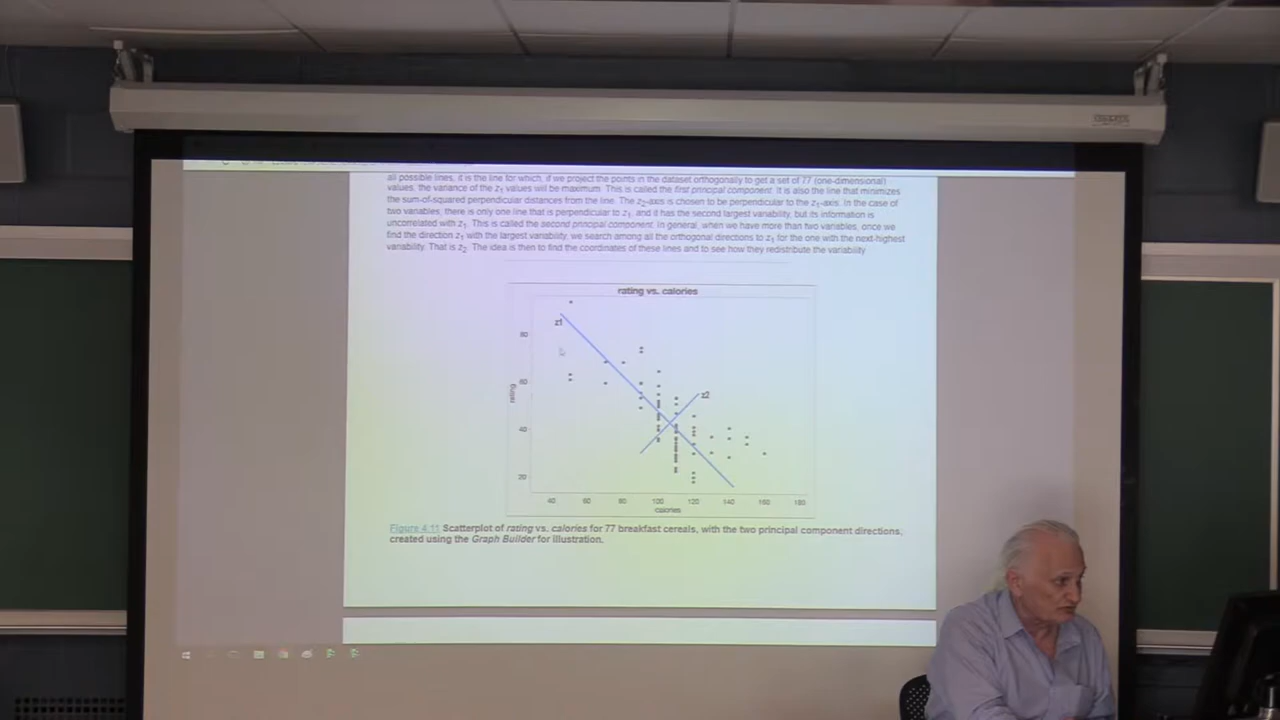 all possible lines, it is the line for which, if we project the points in the dataset orthogonally to get a set of 77 (one-dimensional)
values, the variance of the z1 values will be maximum. This is called the first principal component. It is also the line that minimizes
the sum-of-squared perpendicular distances from the line. The z2-axis is chosen to be perpendicular to the z1-axis. In the case of
two variables, there is only one line that is perpendicular to z1, and it has the second largest variability, but its information is
uncorrelated with z1. This is called the second principal component. In general, when we have more than two variables, once we
find the direction z1 with the largest variability, we search among all the orthogonal directions to z1 for the one with the next-highest
variability. That is z2. The idea is then to find the coordinates of these lines and to see how they redistribute the variability
rating vs. calories
z1
80
60
rating
z2
40
20
40 60 80 100 120 140 160 180
calories
Figure 4.11 Scatterplot of rating vs. calories for 77 breakfast cereals, with the two principal component directions,
created using the Graph Builder for illustration.